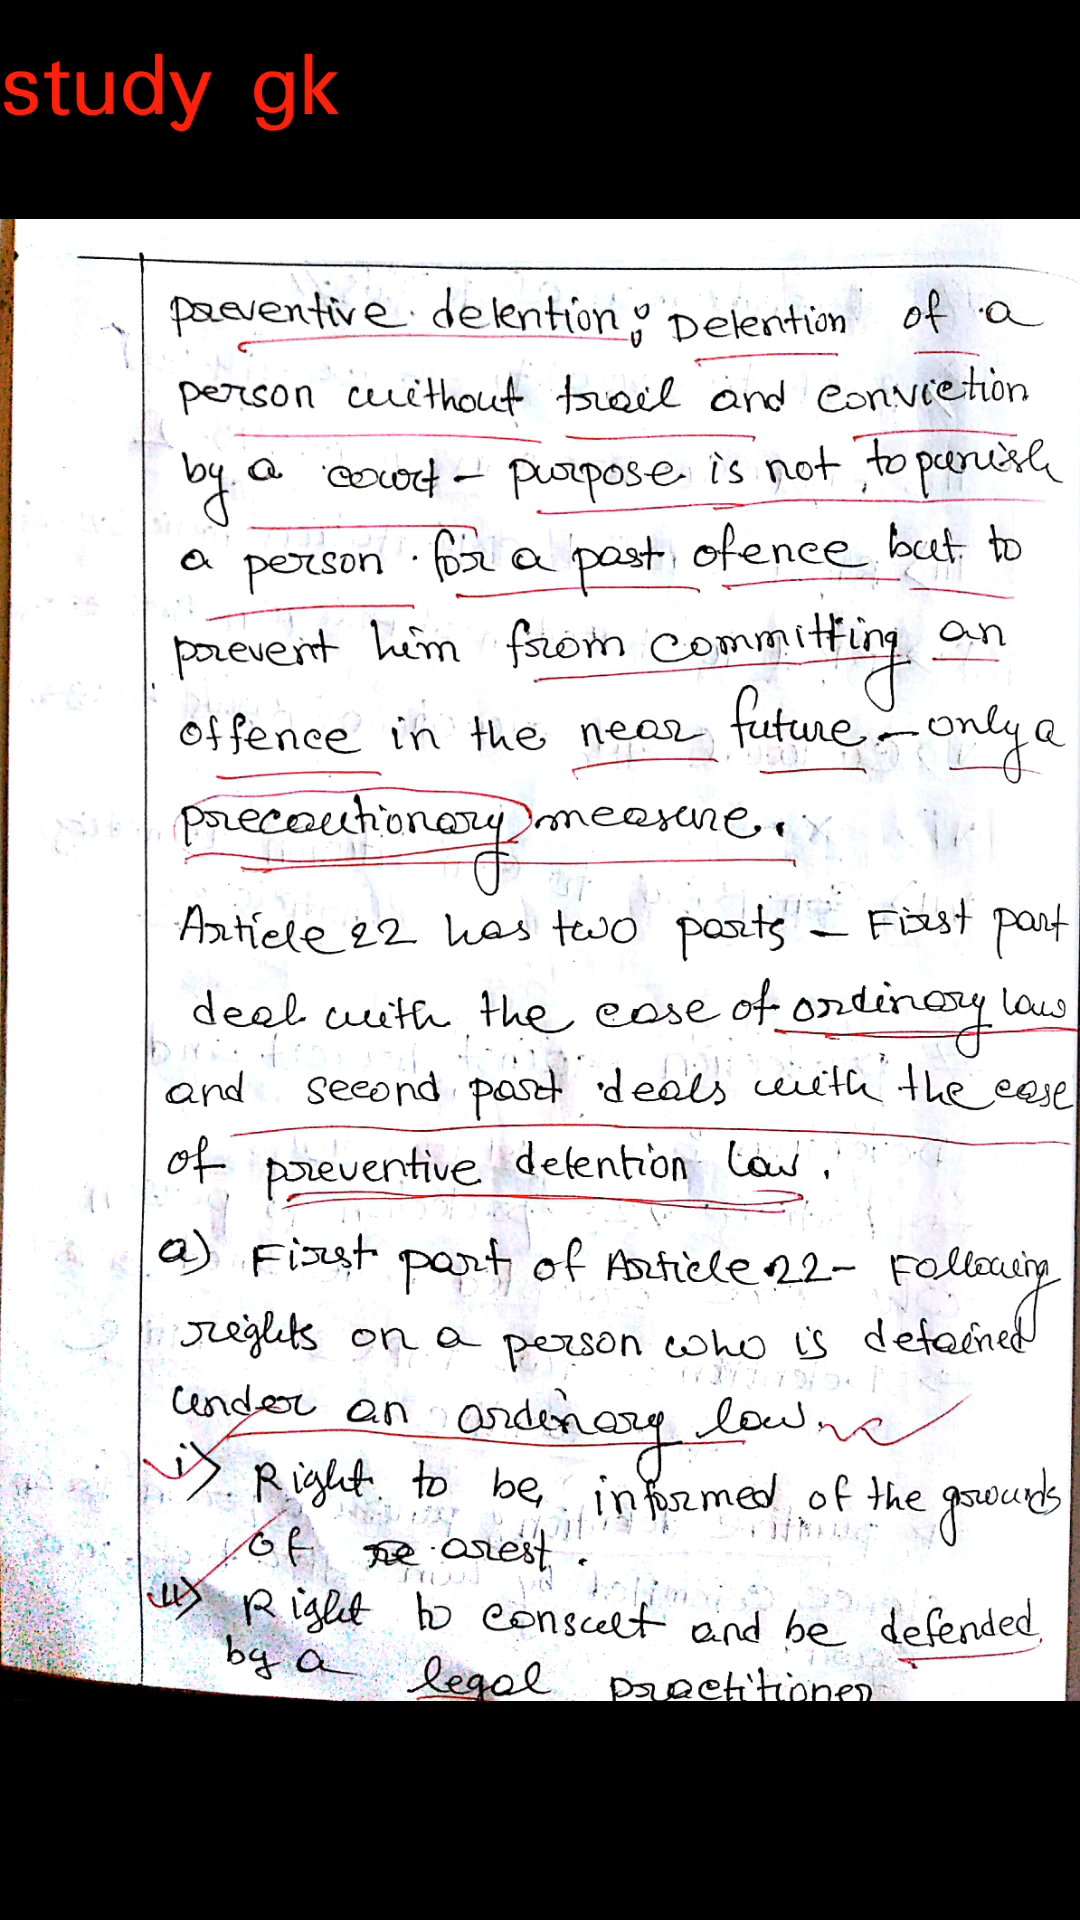 study gk
preventive detention: Detention of a
person without trail and conviction
by a court - purpose is not to punish
a person for a past ofence but to
prevent him from committing an
offence in the near future - only a
precautionary measure.
Article 22 has two parts - First part
deal with the case of ordinary law
and second part deals with the case
of preventive detention law.
a) First part of Article 22 - Following
rights on a person who is detained
under an ordinary law.
i) Right to be informed of the grounds
of arest.
ii) Right to consult and be defended
by a legal practitioner